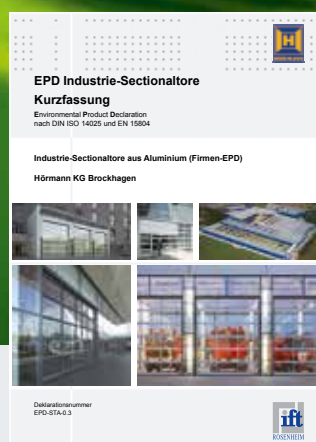 EPD Industrie-Sectionaltore
Kurzfassung
Environmental Product Declaration
nach DIN ISO 14025 und EN 15804
Industrie-Sectionaltore aus Aluminium (Firmen-EPD)
Hörmann KG Brockhagen
Deklarationsnummer
EPD-STA-0.3
ift
ROSENHEIM